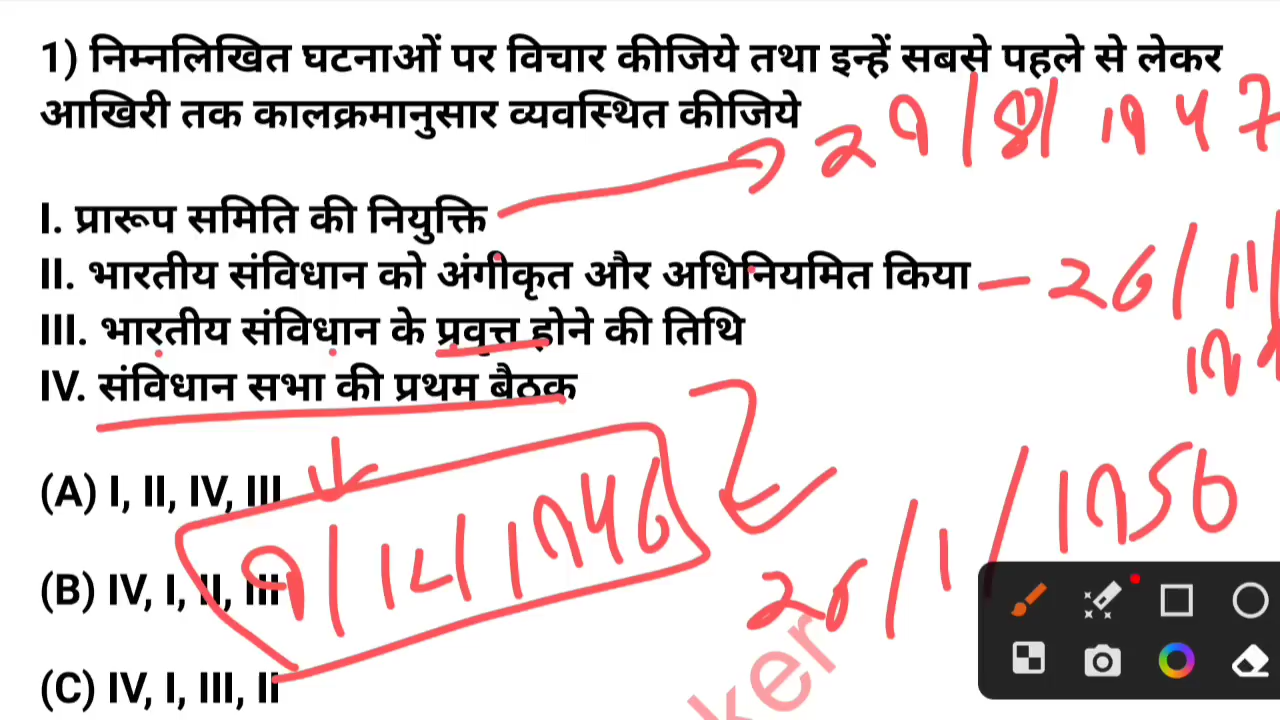 1) निम्नलिखित घटनाओं पर विचार कीजिये तथा इन्हें सबसे पहले से लेकर
आखिरी तक कालक्रमानुसार व्यवस्थित कीजिये
29/8/1947
I. प्रारूप समिति की नियुक्ति
II. भारतीय संविधान को अंगीकृत और अधिनियमित किया - 26/11/
III. भारतीय संविधान के प्रवृत्त होने की तिथि
IV. संविधान सभा की प्रथम बैठक
(A) I, II, IV, III
9/12/1946
26/1/1950
(B) IV, I, II, III
(C) IV, I, III, II
ker